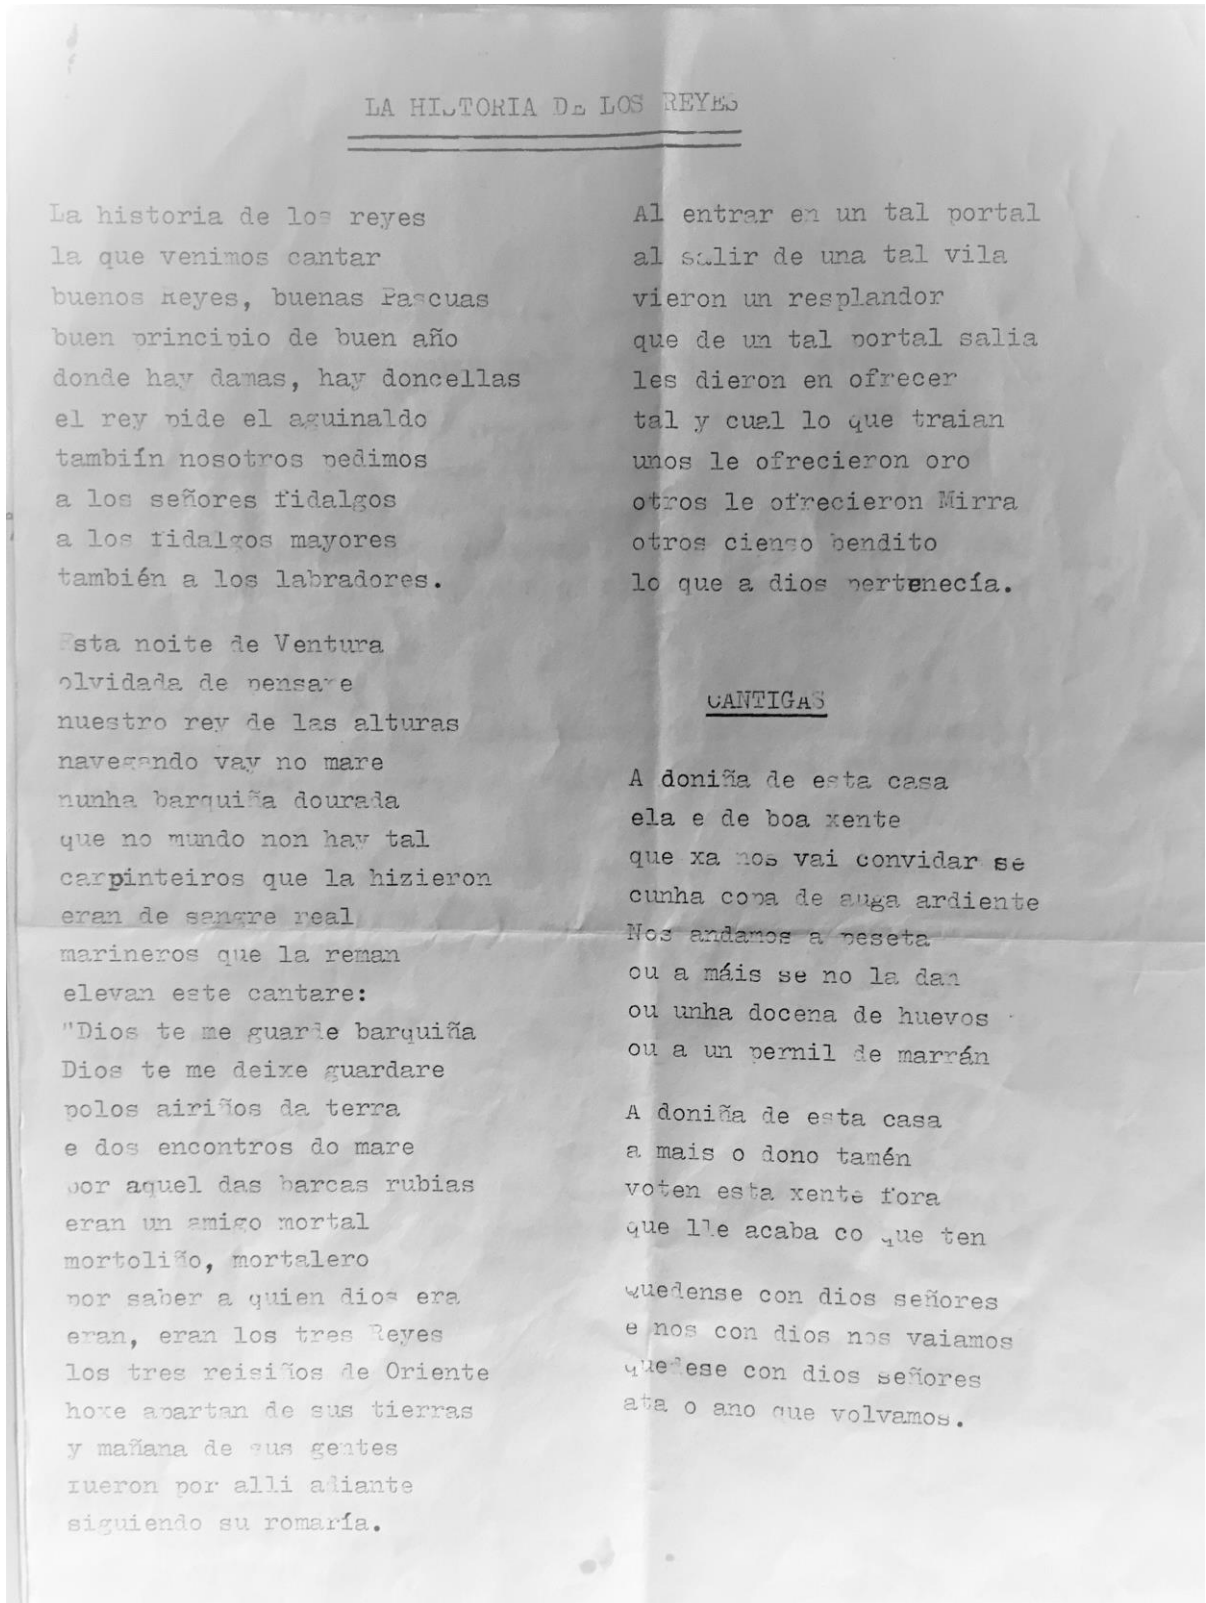 LA HISTORIA DE LOS REYES
La historia de los reyes
la que venimos cantar
buenos Reyes, buenas Pascuas
buen principio de buen año
donde hay damas, hay doncellas
el rey pide el aguinaldo
tambiín nosotros pedimos
a los señores fidalgos
a los fidalgos mayores
también a los labradores.
Esta noite de Ventura
olvidada de pensare
nuestro rey de las alturas
navegando vay no mare
nunha barquiña dourada
que no mundo non hay tal
carpinteiros que la hizieron
eran de sangre real
marineros que la reman
elevan este cantare:
"Dios te me guarde barquiña
Dios te me deixe guardare
polos airiños da terra
e dos encontros do mare
por aquel das barcas rubias
eran un amigo mortal
mortoliño, mortalero
por saber a quien dios era
eran, eran los tres Reyes
los tres reisiños de Oriente
hoxe apartan de sus tierras
y mañana de sus gentes
fueron por alli adiante
siguiendo su romaría.
Al entrar en un tal portal
al salir de una tal vila
vieron un resplandor
que de un tal portal salia
les dieron en ofrecer
tal y cual lo que traian
unos le ofrecieron oro
otros le ofrecieron Mirra
otros cienso bendito
lo que a dios pertenecía.
CANTIGAS
A doniña de esta casa
ela e de boa xente
que xa nos vai convidar se
cunha copa de auga ardiente
Nos andamos a peseta
ou a máis se no la dan
ou unha docena de huevos
ou a un pernil de marrán
A doniña de esta casa
a mais o dono tamén
voten esta xente fora
que lle acaba co que ten
quedense con dios señores
e nos con dios nos vaiamos
quedese con dios señores
ata o ano que volvamos.